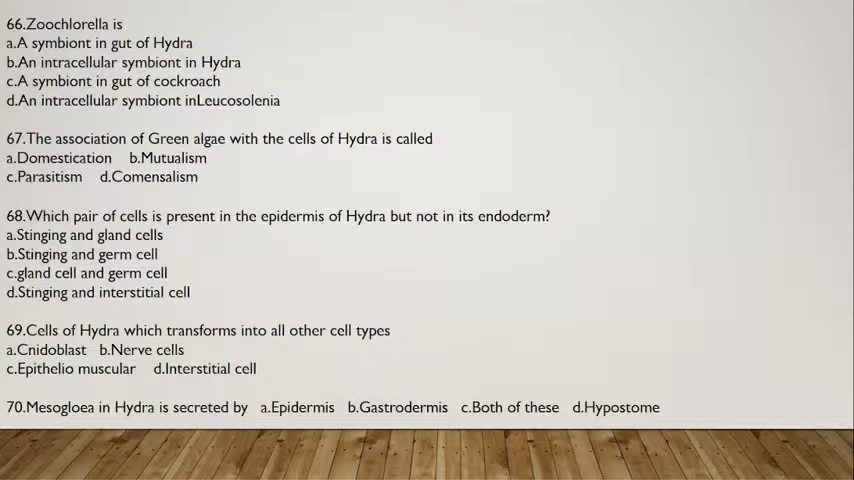 66.Zoochlorella is
a.A symbiont in gut of Hydra
b.An intracellular symbiont in Hydra
c.A symbiont in gut of cockroach
d.An intracellular symbiont inLeucosolenia
67.The association of Green algae with the cells of Hydra is called
a.Domestication b.Mutualism
c.Parasitism d.Comensalism
68.Which pair of cells is present in the epidermis of Hydra but not in its endoderm?
a.Stinging and gland cells
b.Stinging and germ cell
c.gland cell and germ cell
d.Stinging and interstitial cell
69.Cells of Hydra which transforms into all other cell types
a.Cnidoblast b.Nerve cells
c.Epithelio muscular d.Interstitial cell
70.Mesogloea in Hydra is secreted by a.Epidermis b.Gastrodermis c.Both of these d.Hypostome